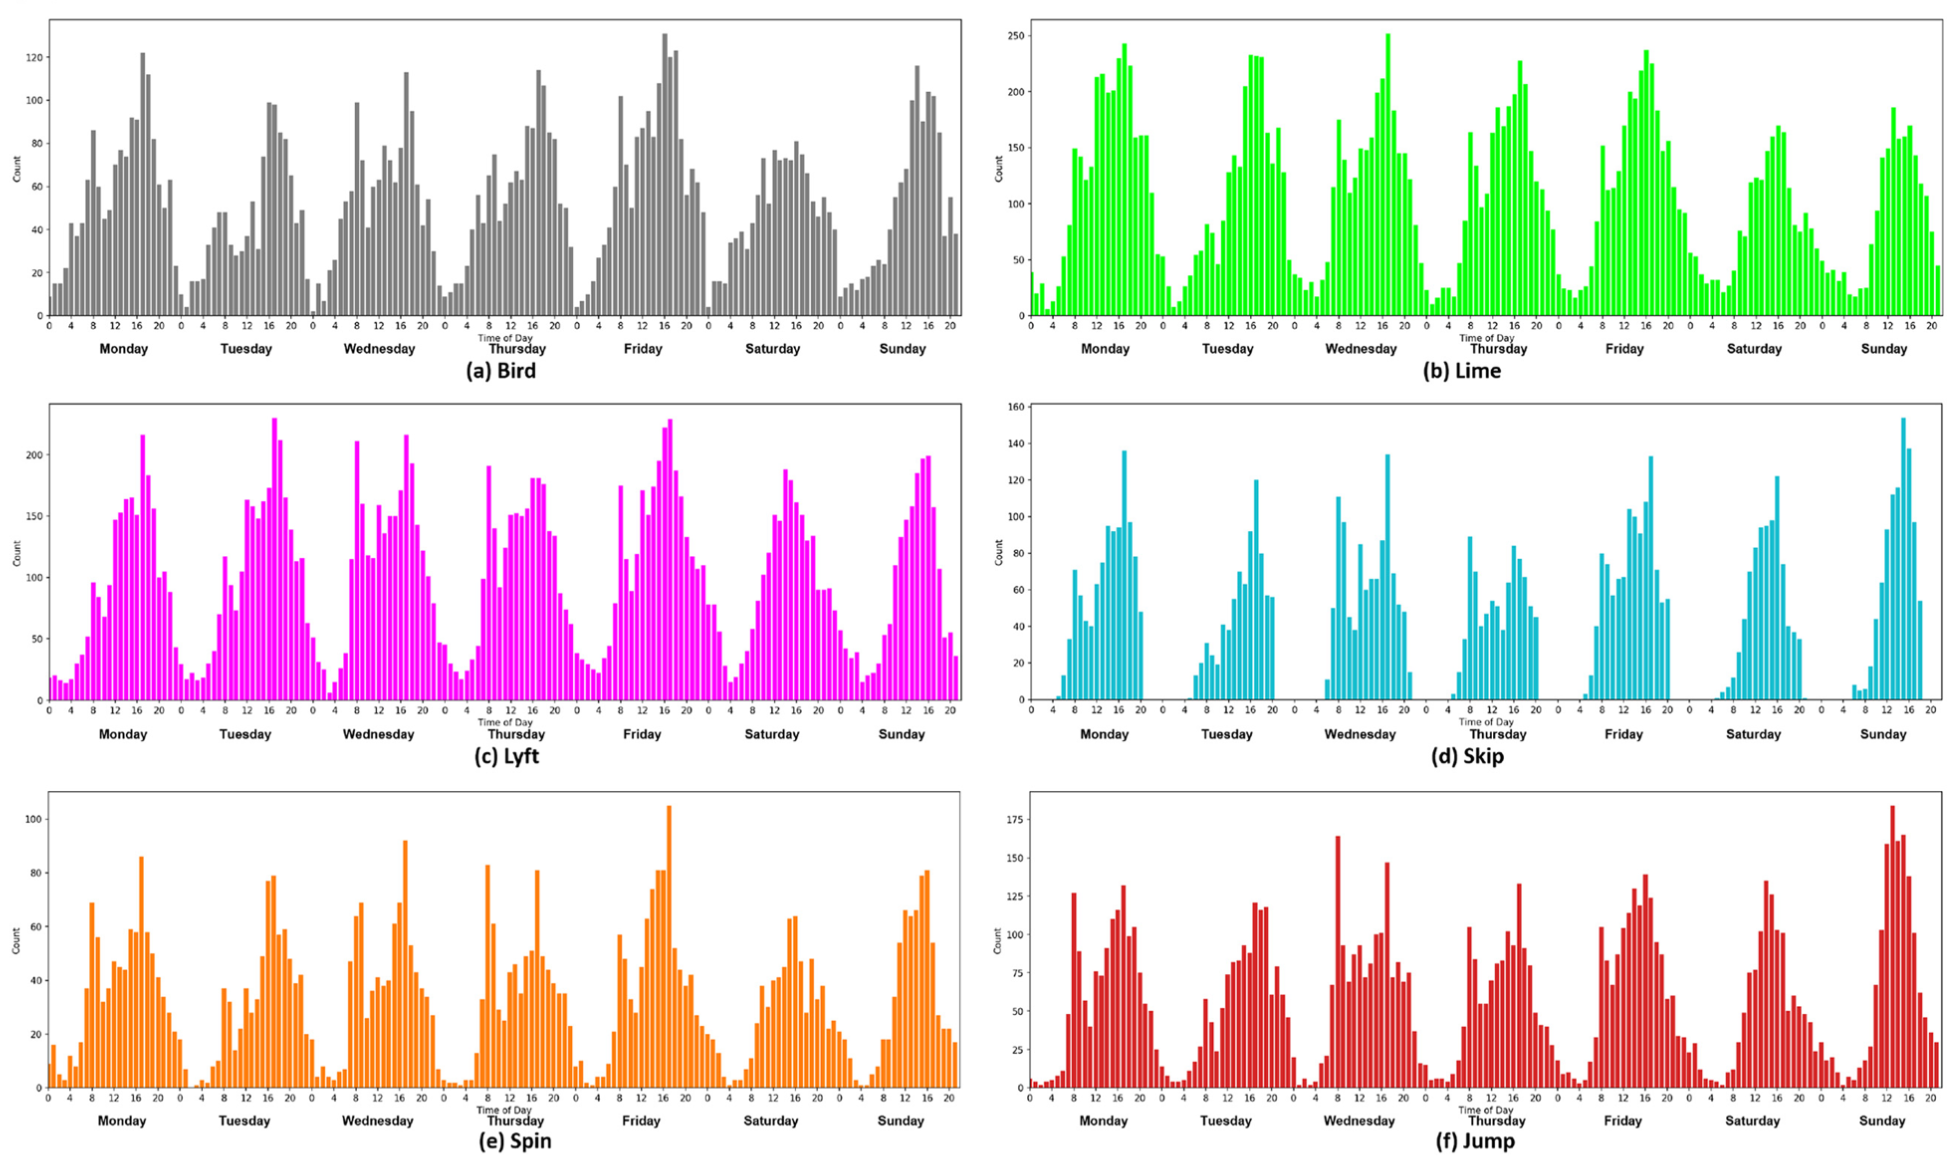 120
100
80
60
40
20
0
Count
0 4 8 12 16 20 0 4 8 12 16 20 0 4 8 12 16 20 0 4 8 12 16 20 0 4 8 12 16 20 0 4 8 12 16 20 0 4 8 12 16 20
Time of Day
Monday Tuesday Wednesday Thursday Friday Saturday Sunday
(a) Bird
250
200
150
100
50
0
Count
0 4 8 12 16 20 0 4 8 12 16 20 0 4 8 12 16 20 0 4 8 12 16 20 0 4 8 12 16 20 0 4 8 12 16 20 0 4 8 12 16 20
Time of Day
Monday Tuesday Wednesday Thursday Friday Saturday Sunday
(b) Lime
200
150
100
50
0
Count
0 4 8 12 16 20 0 4 8 12 16 20 0 4 8 12 16 20 0 4 8 12 16 20 0 4 8 12 16 20 0 4 8 12 16 20 0 4 8 12 16 20
Time of Day
Monday Tuesday Wednesday Thursday Friday Saturday Sunday
(c) Lyft
160
140
120
100
80
60
40
20
0
Count
0 4 8 12 16 20 0 4 8 12 16 20 0 4 8 12 16 20 0 4 8 12 16 20 0 4 8 12 16 20 0 4 8 12 16 20 0 4 8 12 16 20
Time of Day
Monday Tuesday Wednesday Thursday Friday Saturday Sunday
(d) Skip
100
80
60
40
20
0
Count
0 4 8 12 16 20 0 4 8 12 16 20 0 4 8 12 16 20 0 4 8 12 16 20 0 4 8 12 16 20 0 4 8 12 16 20 0 4 8 12 16 20
Time of Day
Monday Tuesday Wednesday Thursday Friday Saturday Sunday
(e) Spin
175
150
125
100
75
50
25
0
Count
0 4 8 12 16 20 0 4 8 12 16 20 0 4 8 12 16 20 0 4 8 12 16 20 0 4 8 12 16 20 0 4 8 12 16 20 0 4 8 12 16 20
Time of Day
Monday Tuesday Wednesday Thursday Friday Saturday Sunday
(f) Jump